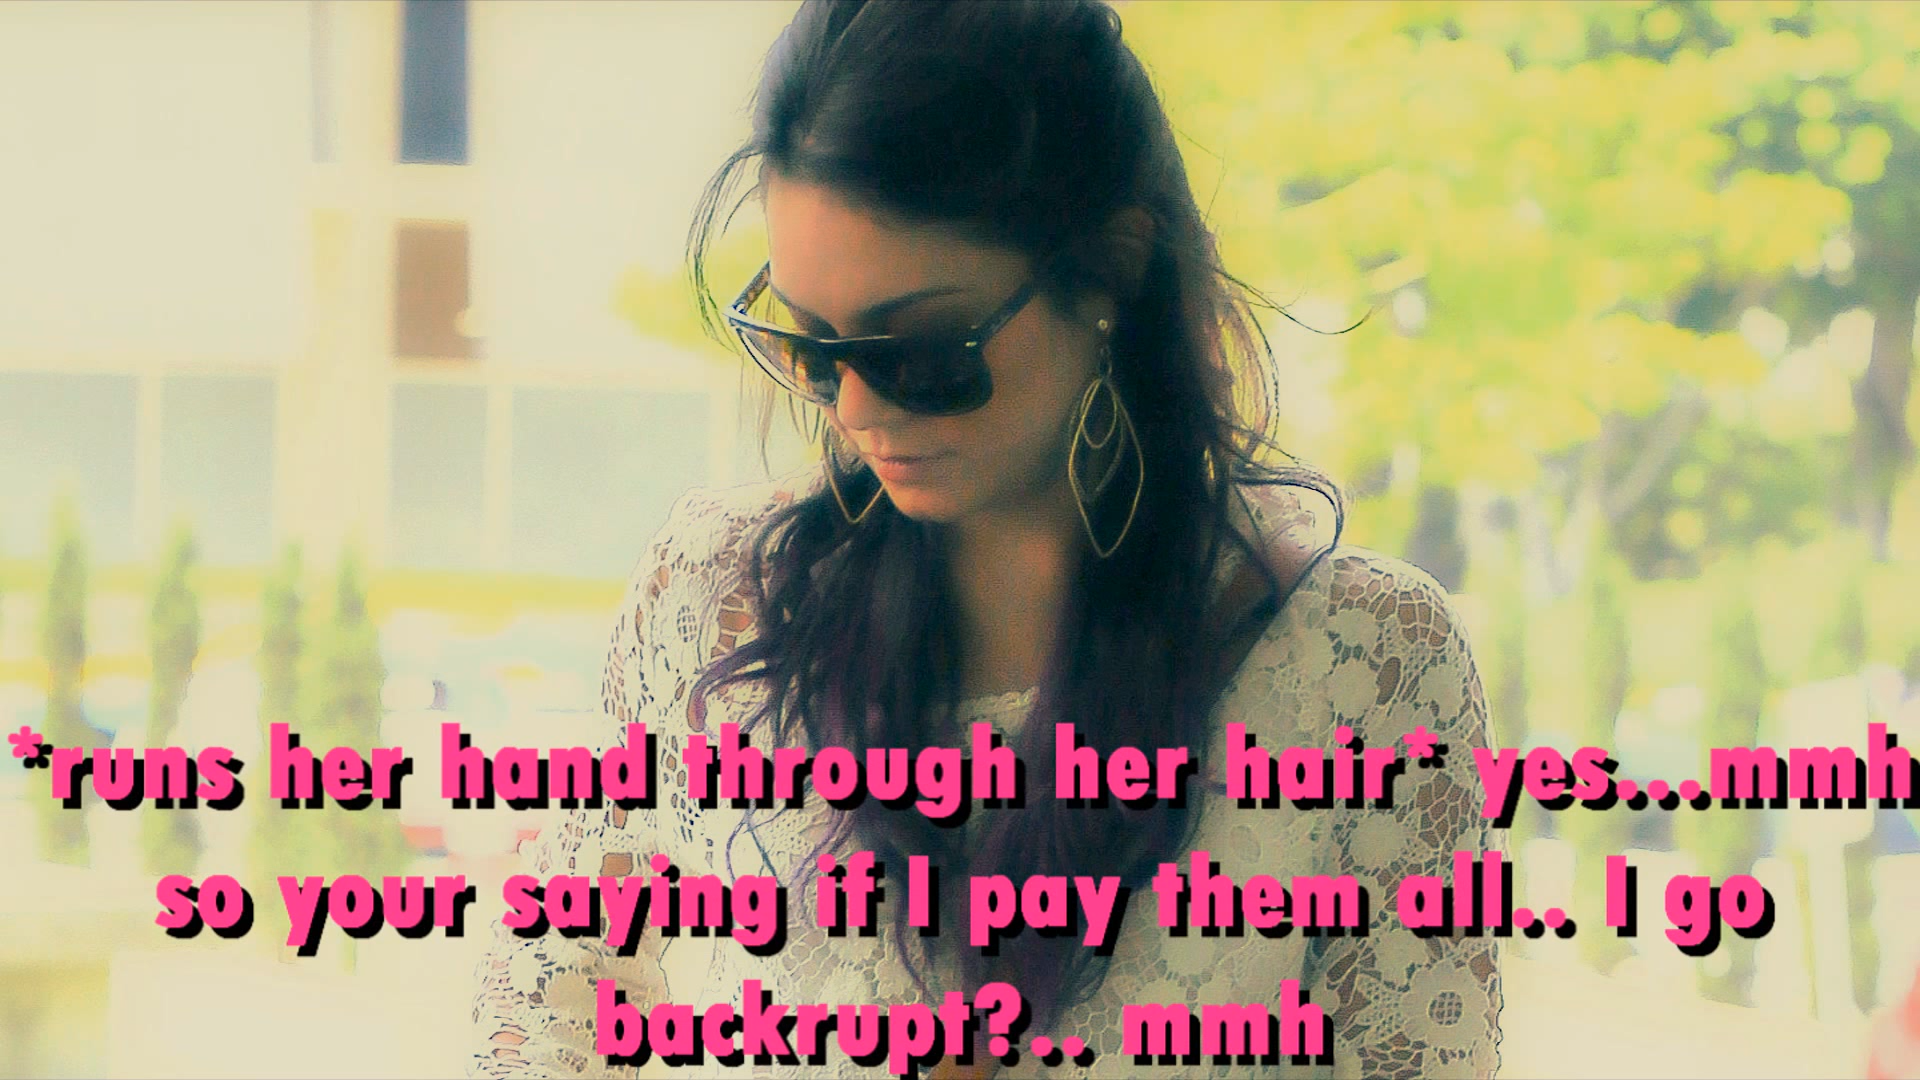 *runs her hand through her hair* yes...mmh
so your saying if I pay them all.. I go
backrupt?.. mmh